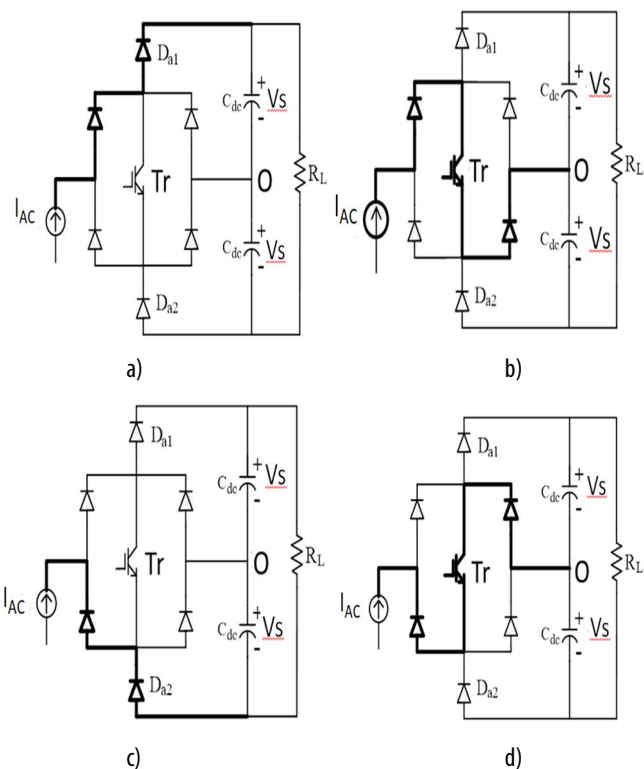 Da1
Cdc + Vs -
Tr O RL
IAC
Cdc + Vs -
Da2
a)
Da1
Cdc + Vs -
Tr O RL
IAC
Cdc + Vs -
Da2
b)
Da1
Cdc + Vs -
Tr O RL
IAC
Cdc + Vs -
Da2
c)
Da1
Cdc + Vs -
Tr O RL
IAC
Cdc + Vs -
Da2
d)